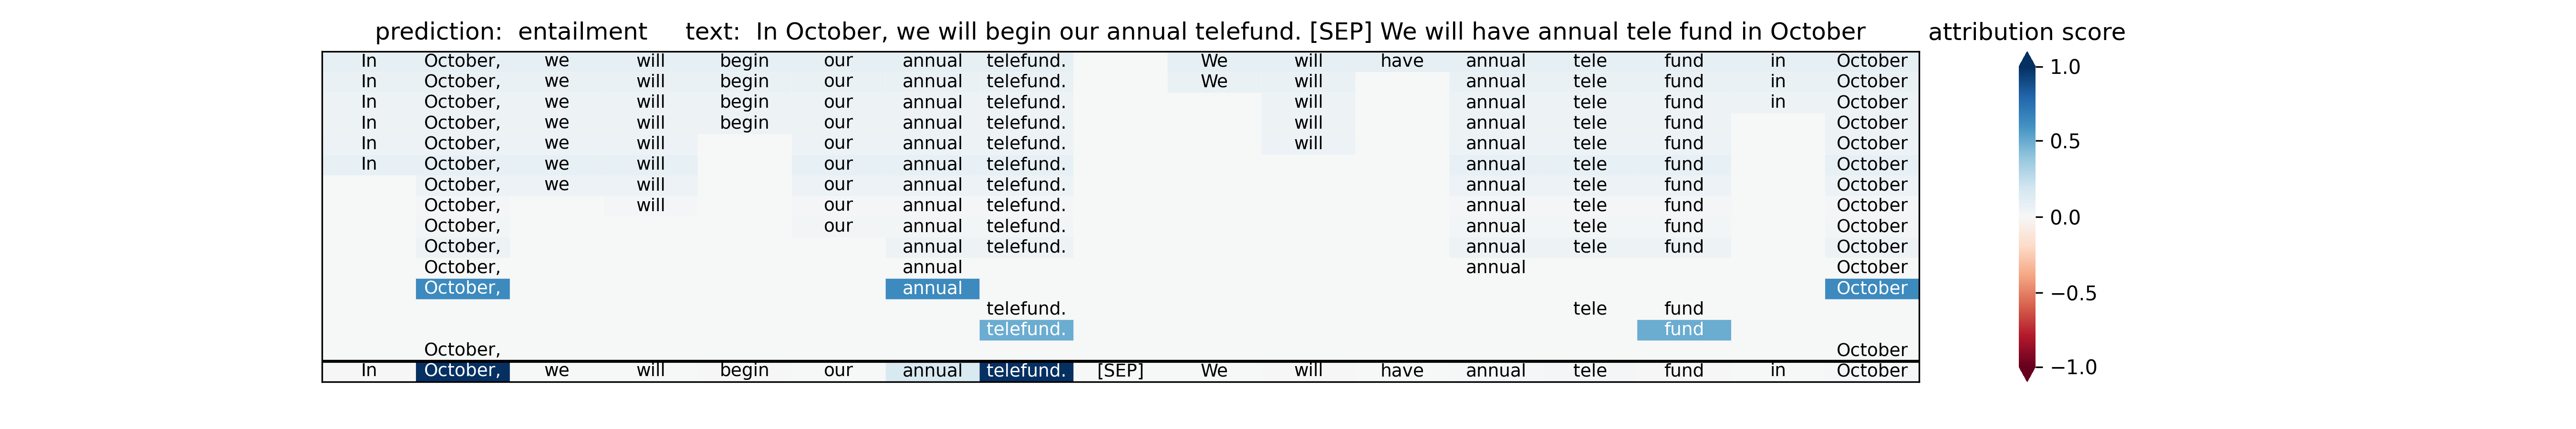 prediction: entailment text: In October, we will begin our annual telefund. [SEP] We will have annual tele fund in October attribution score
In October, we will begin our annual telefund. We will have annual tele fund in October
In October, we will begin our annual telefund. We will annual tele fund in October
In October, we will begin our annual telefund. will annual tele fund in October
In October, we will begin our annual telefund. will annual tele fund October
In October, we will our annual telefund. will annual tele fund October
In October, we will our annual telefund. annual tele fund October
October, we will our annual telefund. annual tele fund October
October, will our annual telefund. annual tele fund October
October, our annual telefund. annual tele fund October
October, annual telefund. annual tele fund October
October, annual annual October
October, annual October
telefund. tele fund
telefund. fund
October, October
In October, we will begin our annual telefund. [SEP] We will have annual tele fund in October
1.0
0.5
0.0
−0.5
−1.0